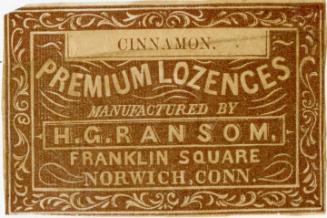 CINNAMON.
PREMIUM LOZENGES
MANUFACTURED BY
H.G. RANSOM,
FRANKLIN SQUARE
NORWICH, CONN.